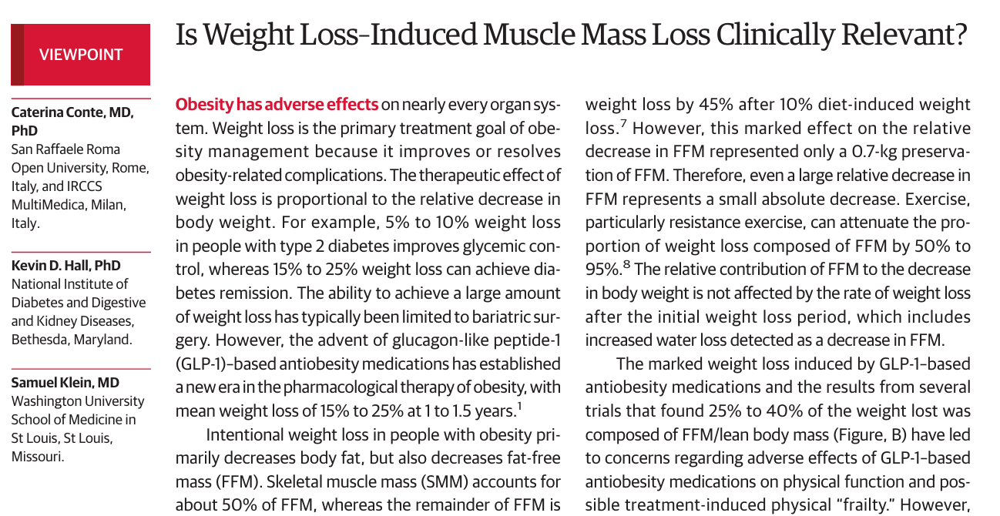 Is Weight Loss–Induced Muscle Mass Loss Clinically Relevant?
VIEWPOINT
Caterina Conte, MD,
PhD
San Raffaele Roma
Open University, Rome,
Italy, and IRCCS
MultiMedica, Milan,
Italy.
Kevin D. Hall, PhD
National Institute of
Diabetes and Digestive
and Kidney Diseases,
Bethesda, Maryland.
Samuel Klein, MD
Washington University
School of Medicine in
St Louis, St Louis,
Missouri.
Obesity has adverse effects on nearly every organ sys-
tem. Weight loss is the primary treatment goal of obe-
sity management because it improves or resolves
obesity-related complications. The therapeutic effect of
weight loss is proportional to the relative decrease in
body weight. For example, 5% to 10% weight loss
in people with type 2 diabetes improves glycemic con-
trol, whereas 15% to 25% weight loss can achieve dia-
betes remission. The ability to achieve a large amount
of weight loss has typically been limited to bariatric sur-
gery. However, the advent of glucagon-like peptide-1
(GLP-1)–based antiobesity medications has established
a new era in the pharmacological therapy of obesity, with
mean weight loss of 15% to 25% at 1 to 1.5 years.1
Intentional weight loss in people with obesity pri-
marily decreases body fat, but also decreases fat-free
mass (FFM). Skeletal muscle mass (SMM) accounts for
about 50% of FFM, whereas the remainder of FFM is
weight loss by 45% after 10% diet-induced weight
loss.7 However, this marked effect on the relative
decrease in FFM represented only a 0.7-kg preserva-
tion of FFM. Therefore, even a large relative decrease in
FFM represents a small absolute decrease. Exercise,
particularly resistance exercise, can attenuate the pro-
portion of weight loss composed of FFM by 50% to
95%.8 The relative contribution of FFM to the decrease
in body weight is not affected by the rate of weight loss
after the initial weight loss period, which includes
increased water loss detected as a decrease in FFM.
The marked weight loss induced by GLP-1–based
antiobesity medications and the results from several
trials that found 25% to 40% of the weight lost was
composed of FFM/lean body mass (Figure, B) have led
to concerns regarding adverse effects of GLP-1–based
antiobesity medications on physical function and pos-
sible treatment-induced physical "frailty." However,